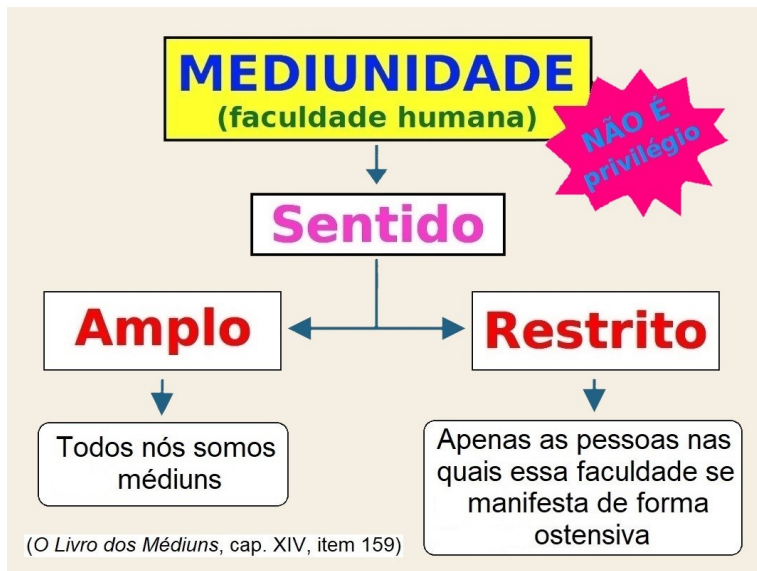 MEDIUNIDADE
(faculdade humana)
NÃO É
privilégio
Sentido
Amplo
Restrito
Todos nós somos
médiuns
Apenas as pessoas nas
quais essa faculdade se
manifesta de forma
ostensiva
(O Livro dos Médiuns, cap. XIV, item 159)